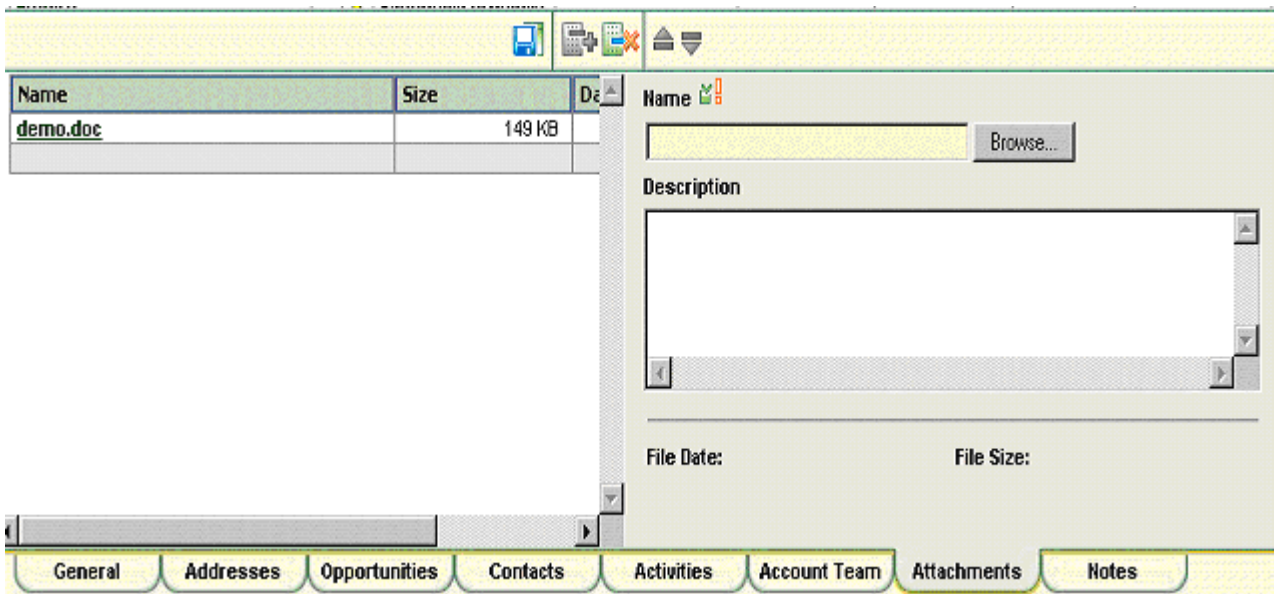 Name Size Da
demo.doc 149 KB
Name
Browse...
Description
File Date: File Size:
General Addresses Opportunities Contacts Activities Account Team Attachments Notes